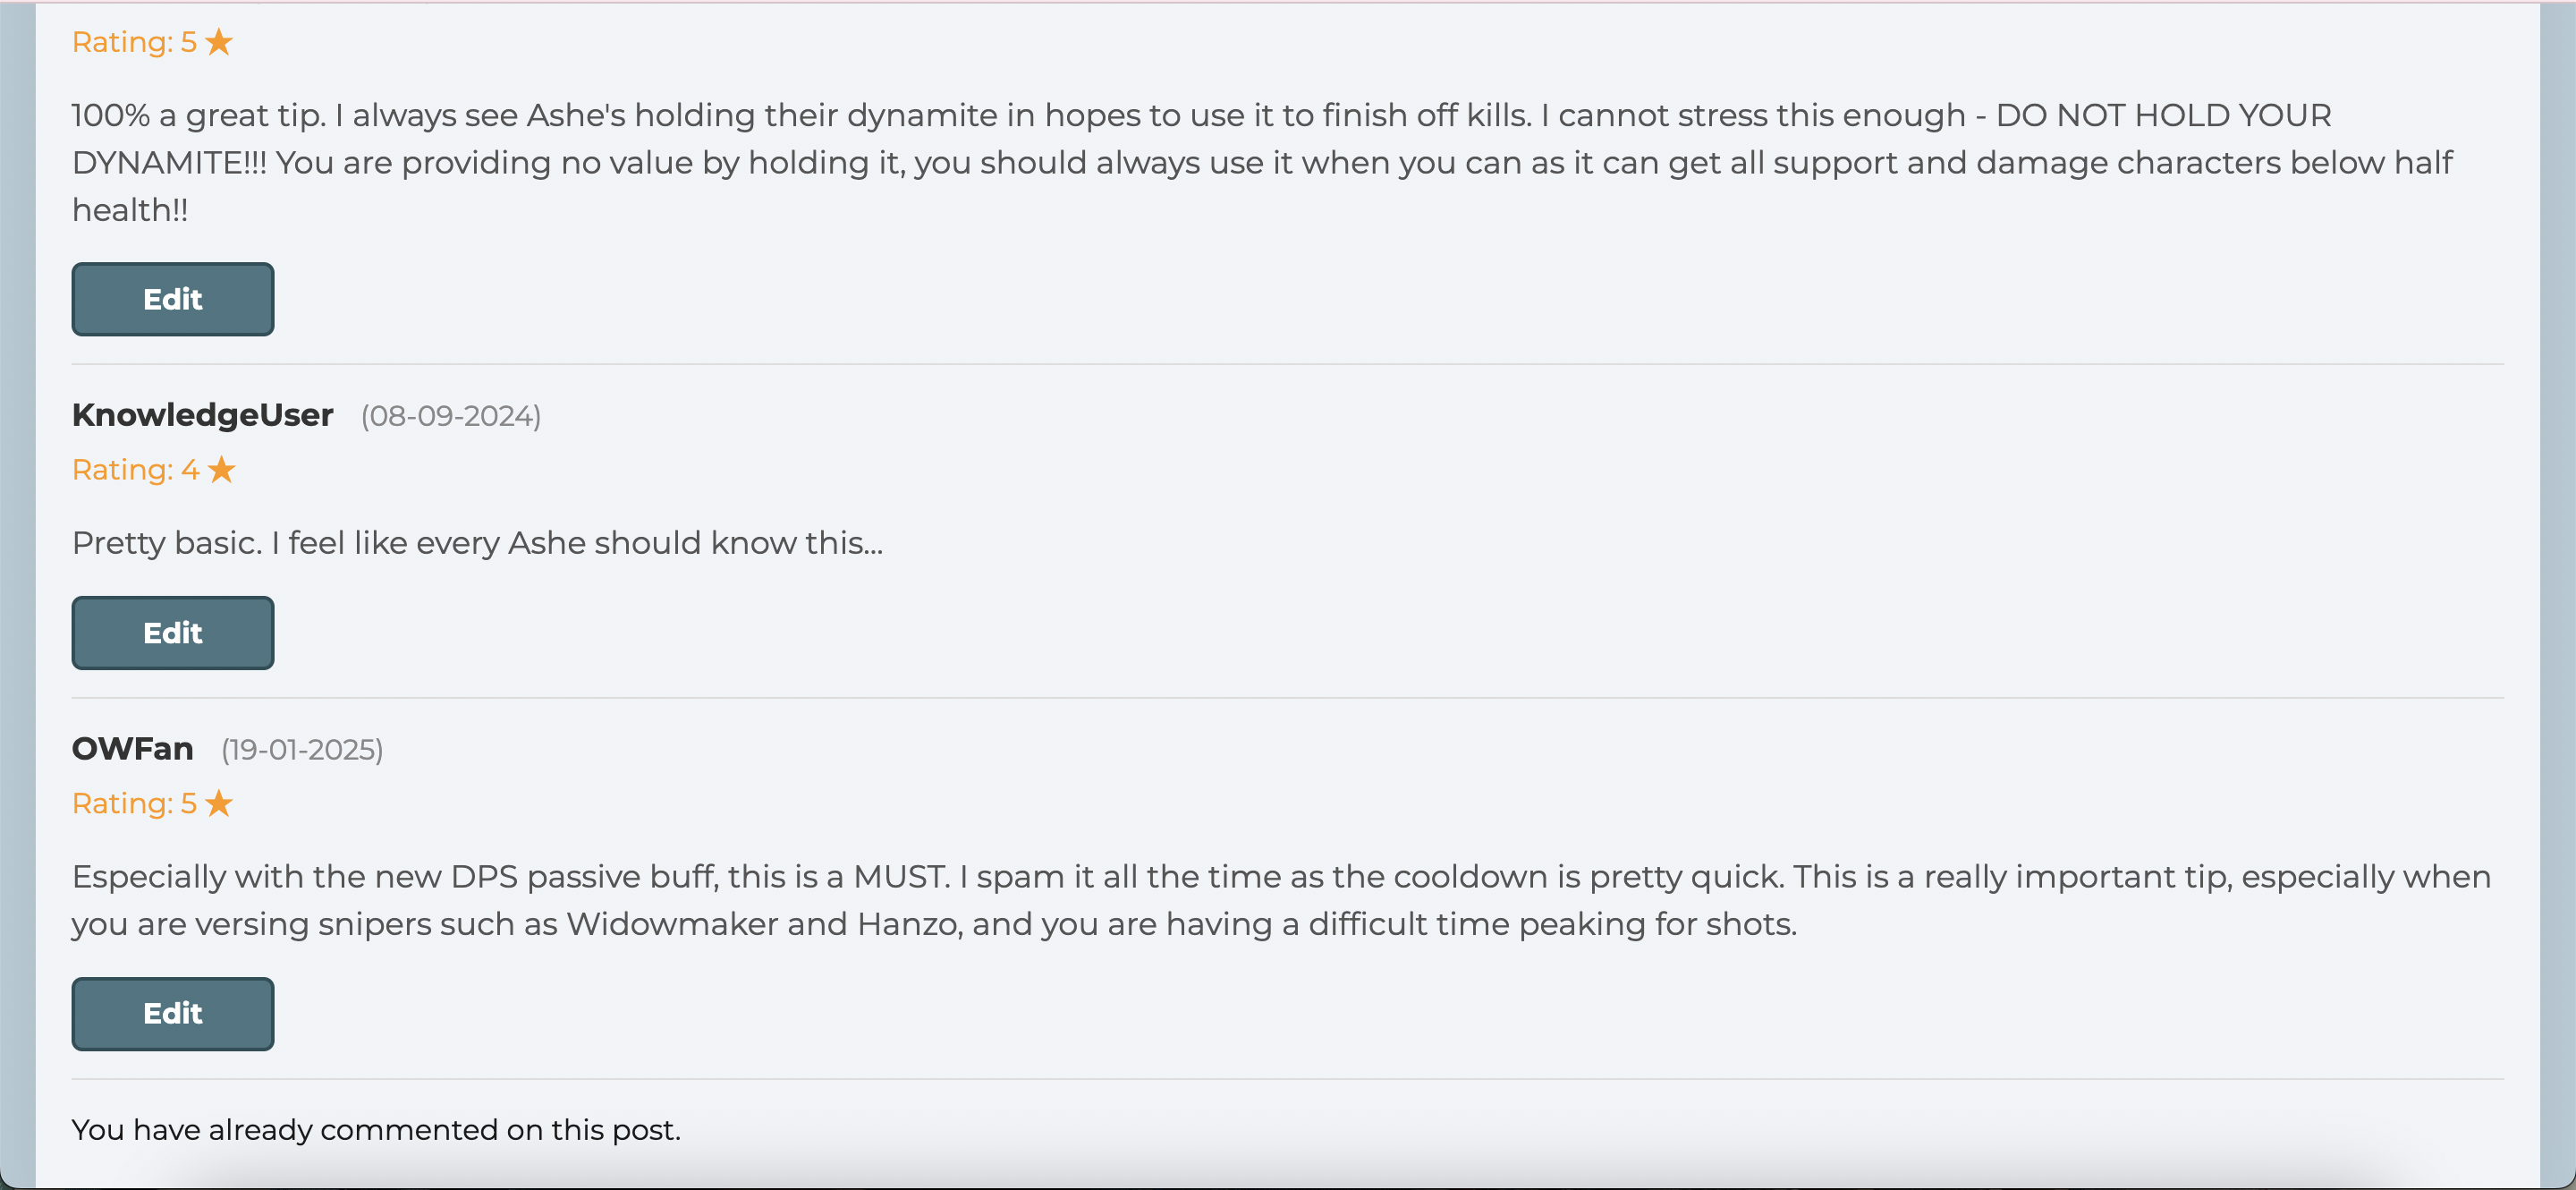 Rating: 5 ★
100% a great tip. I always see Ashe's holding their dynamite in hopes to use it to finish off kills. I cannot stress this enough - DO NOT HOLD YOUR
DYNAMITE!!! You are providing no value by holding it, you should always use it when you can as it can get all support and damage characters below half
health!!
Edit
KnowledgeUser (08-09-2024)
Rating: 4 ★
Pretty basic. I feel like every Ashe should know this...
Edit
OWFan (19-01-2025)
Rating: 5 ★
Especially with the new DPS passive buff, this is a MUST. I spam it all the time as the cooldown is pretty quick. This is a really important tip, especially when
you are versing snipers such as Widowmaker and Hanzo, and you are having a difficult time peaking for shots.
Edit
You have already commented on this post.